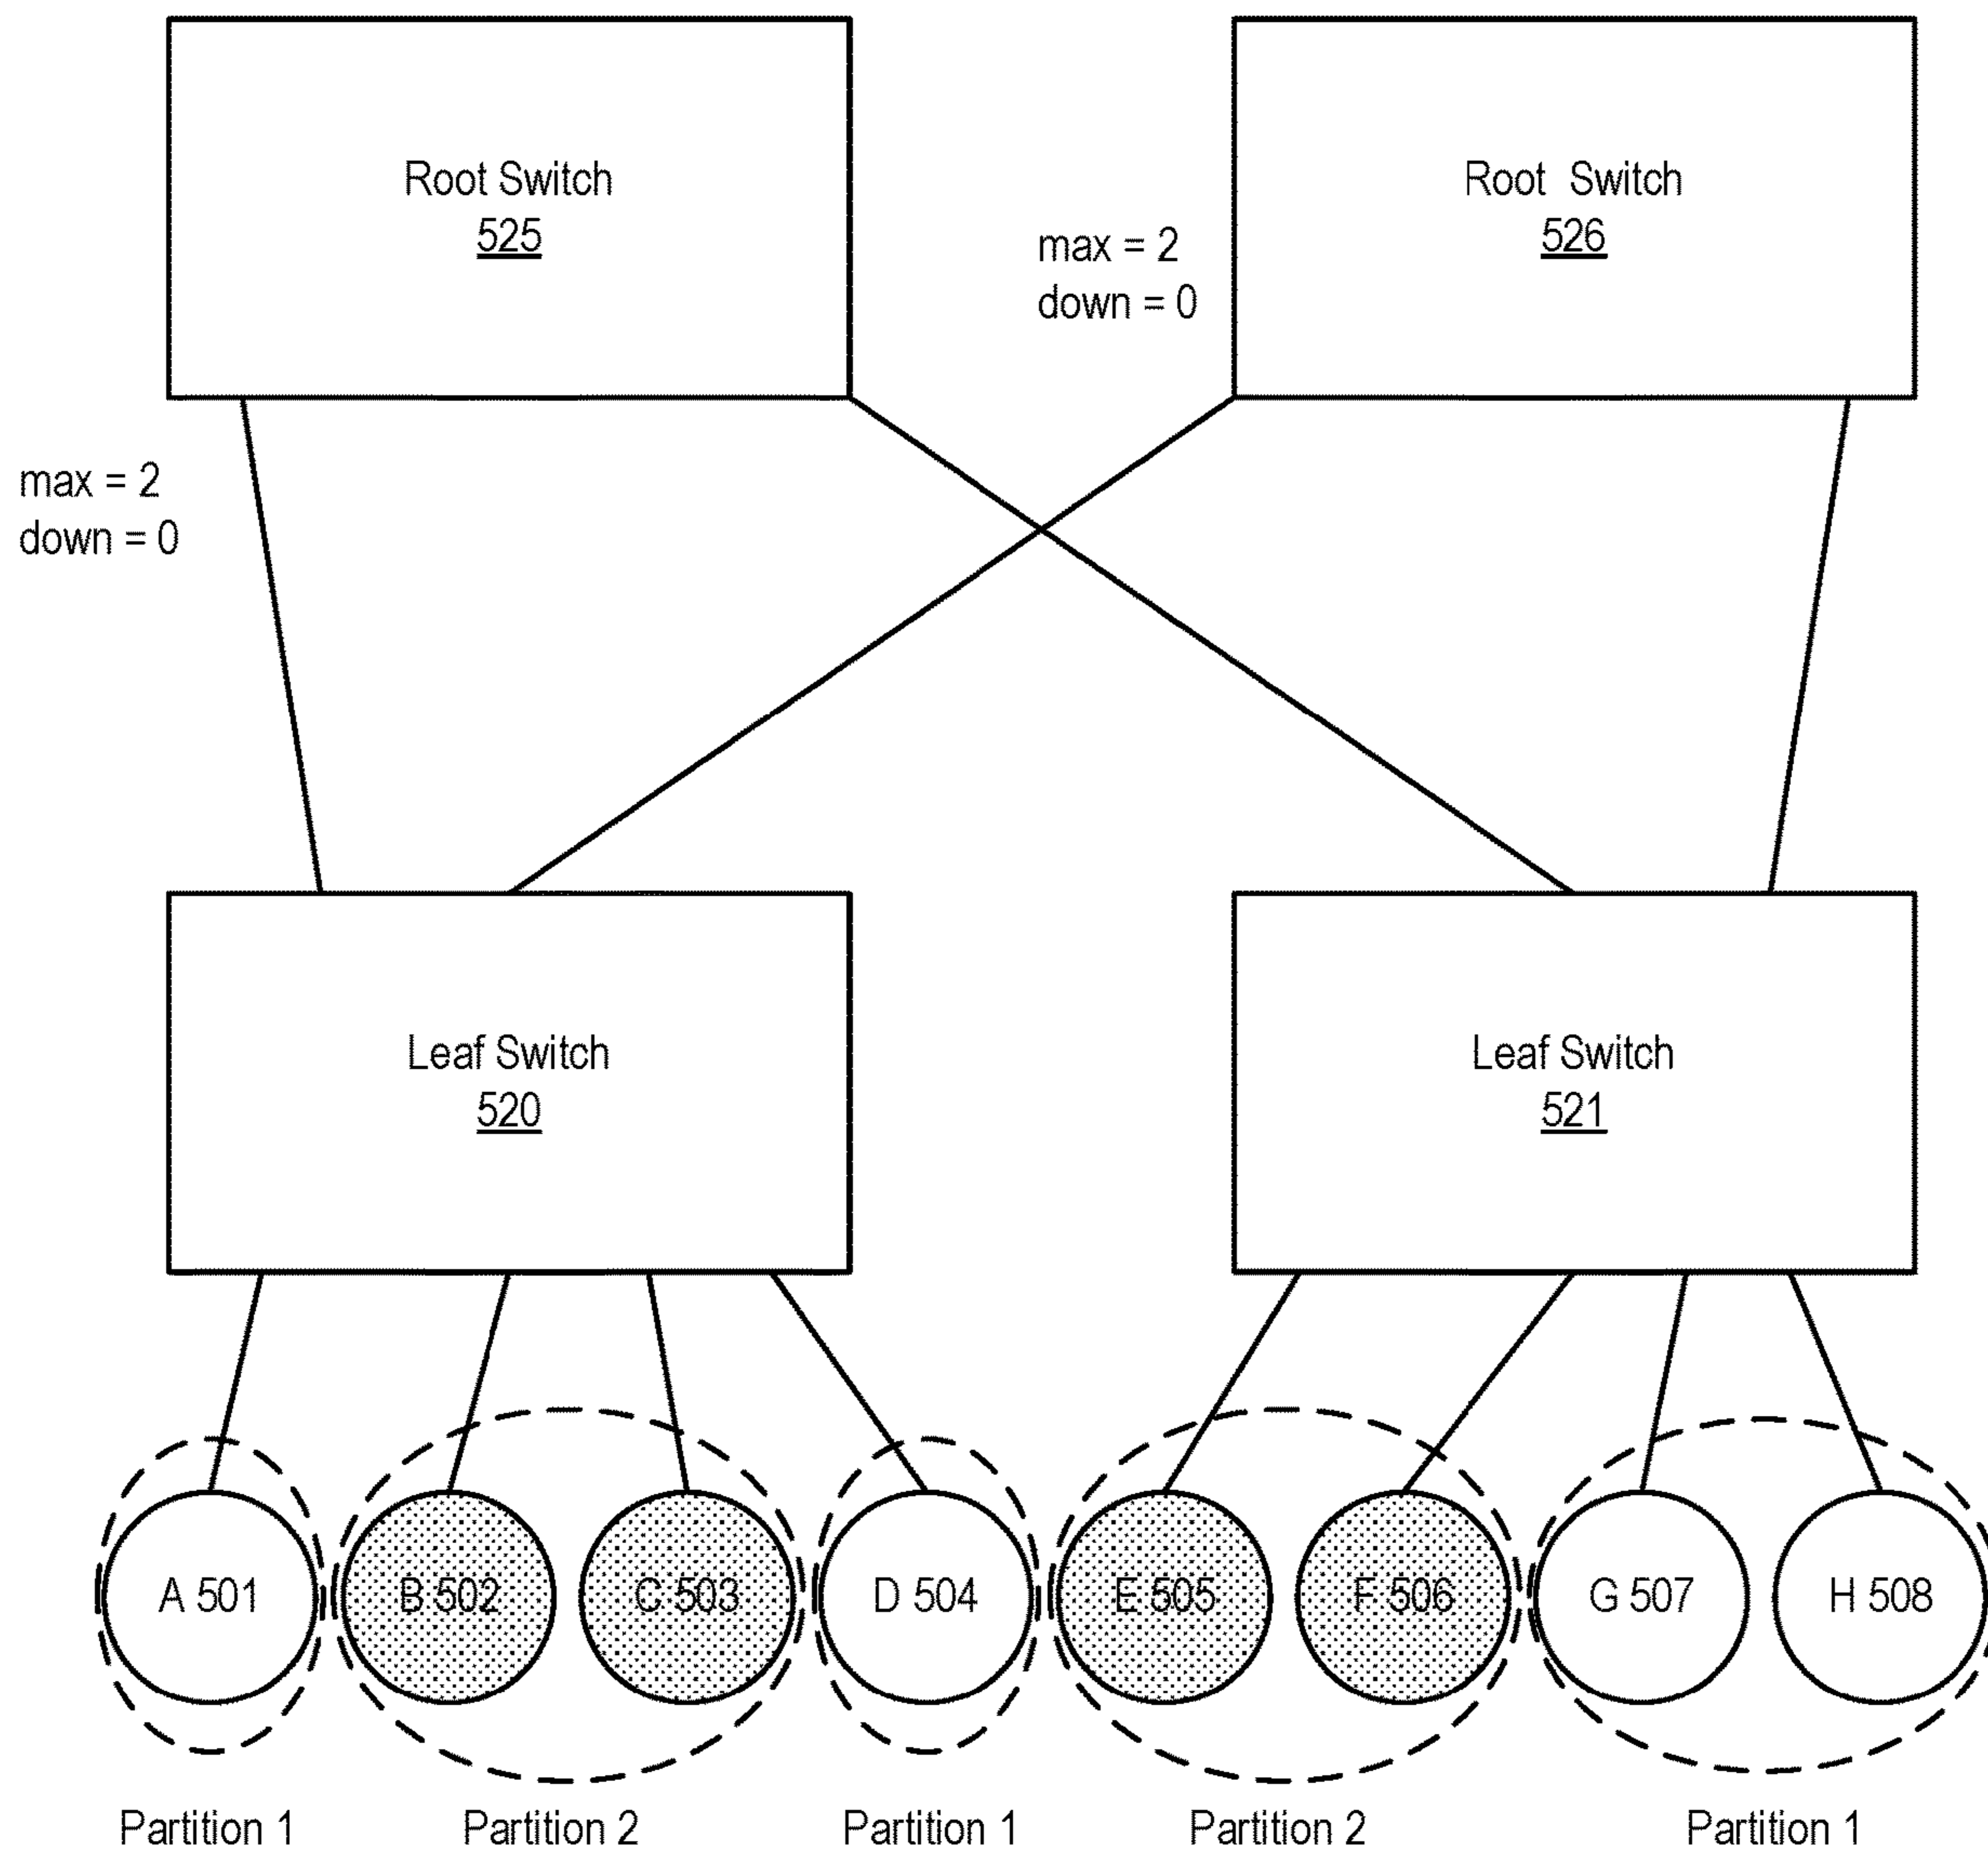 Root Switch
525
Root Switch
526
max = 2
down = 0
max = 2
down = 0
Leaf Switch
520
Leaf Switch
521
A 501
B 502
C 503
D 504
E 505
F 506
G 507
H 508
Partition 1
Partition 2
Partition 1
Partition 2
Partition 1